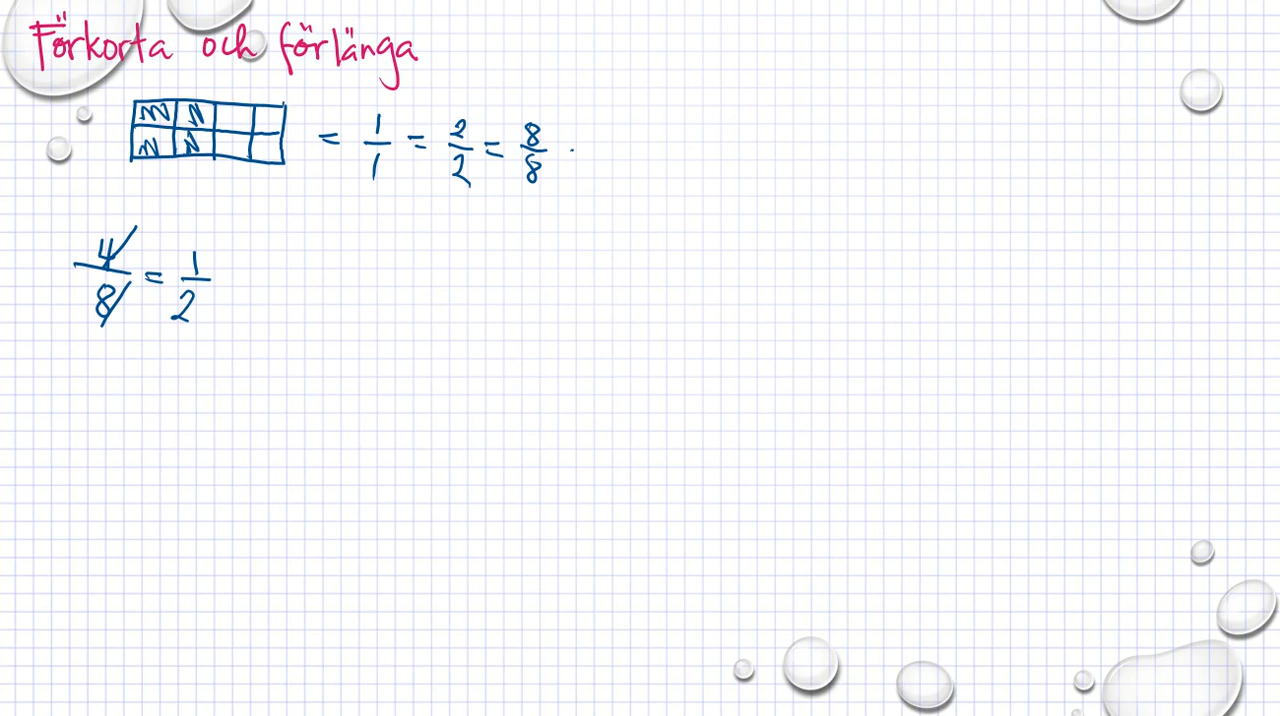 Förkorta och förlänga
= 1/1 = 2/2 = 8/8 .
4/8 = 1/2